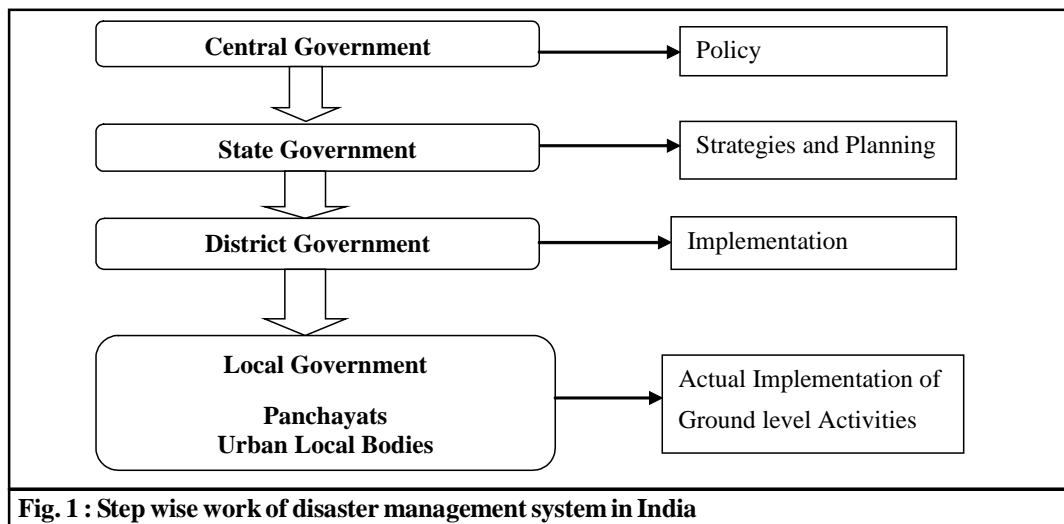 Central Government
Policy
State Government
Strategies and Planning
District Government
Implementation
Local Government
Panchayats
Urban Local Bodies
Actual Implementation of
Ground level Activities
Fig. 1 : Step wise work of disaster management system in India